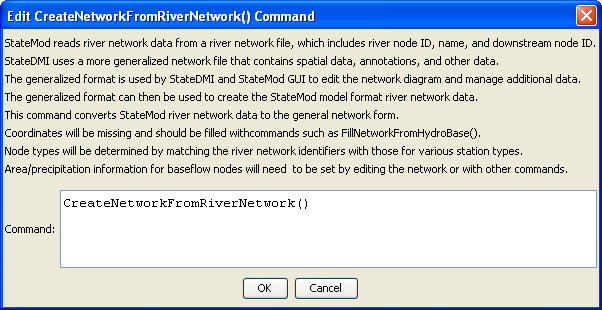 Edit CreateNetworkFromRiverNetwork() Command
StateMod reads river network data from a river network file, which includes river node ID, name, and downstream node ID.
StateDMI uses a more generalized network file that contains spatial data, annotations, and other data.
The generalized format is used by StateDMI and StateMod GUI to edit the network diagram and manage additional data.
The generalized format can then be used to create the StateMod model format river network data.
This command converts StateMod river network data to the general network form.
Coordinates will be missing and should be filled withcommands such as FillNetworkFromHydroBase().
Node types will be determined by matching the river network identifiers with those for various station types.
Area/precipitation information for baseflow nodes will need  to be set by editing the network or with other commands.
Command:
CreateNetworkFromRiverNetwork()
OK
Cancel